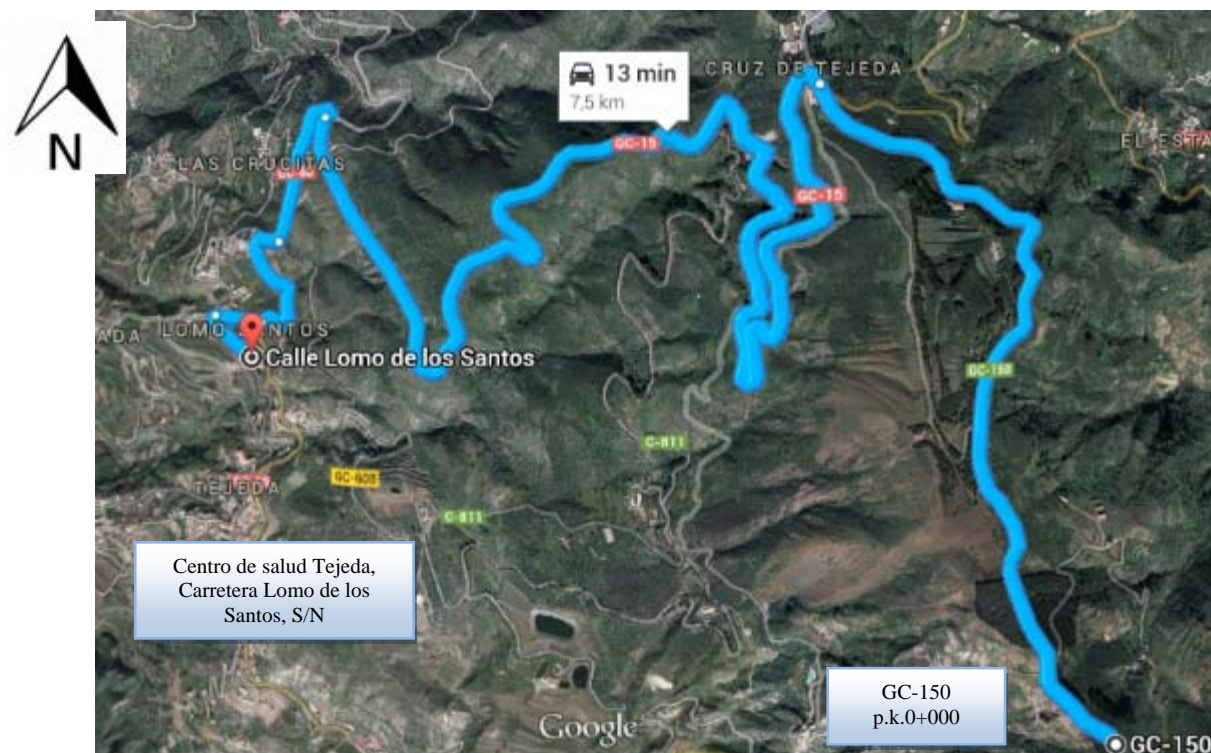 N
13 min
7,5 km
CRUZ DE TEJEDA
GC-15
LAS CRUCITAS
GC-15
GC-150
Calle Lomo de los Santos
C-811
TEJEDA
GC-608
C-811
Centro de salud Tejeda,
Carretera Lomo de los
Santos, S/N
GC-150
p.k.0+000
Google
GC-150